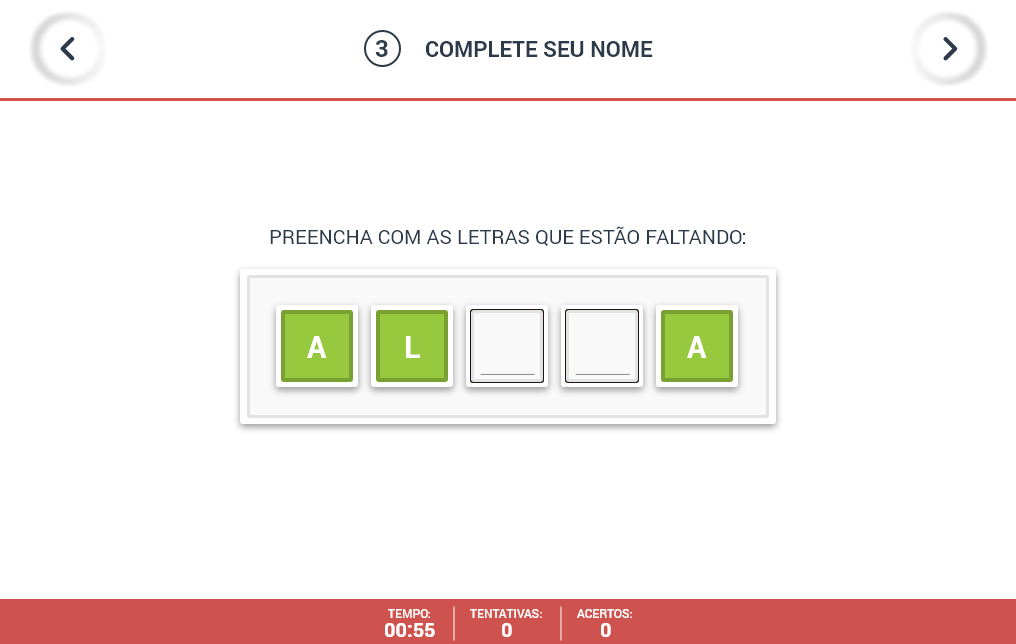 3 COMPLETE SEU NOME
PREENCHA COM AS LETRAS QUE ESTÃO FALTANDO:
A L A
TEMPO: TENTATIVAS: ACERTOS:
00:55 0 0